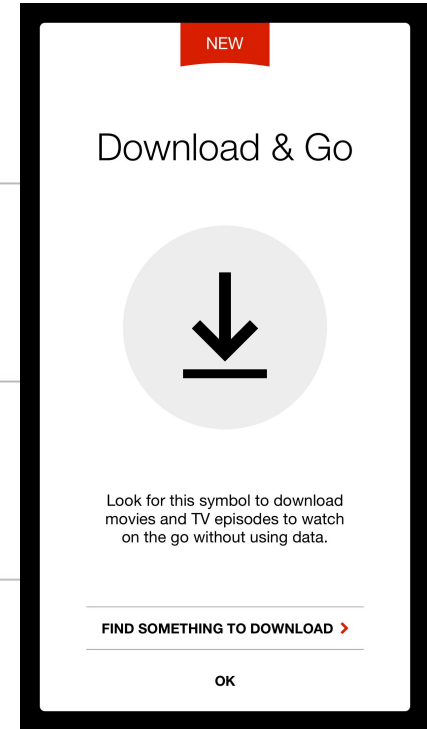 NEW
Download & Go
Look for this symbol to download
movies and TV episodes to watch
on the go without using data.
FIND SOMETHING TO DOWNLOAD
OK